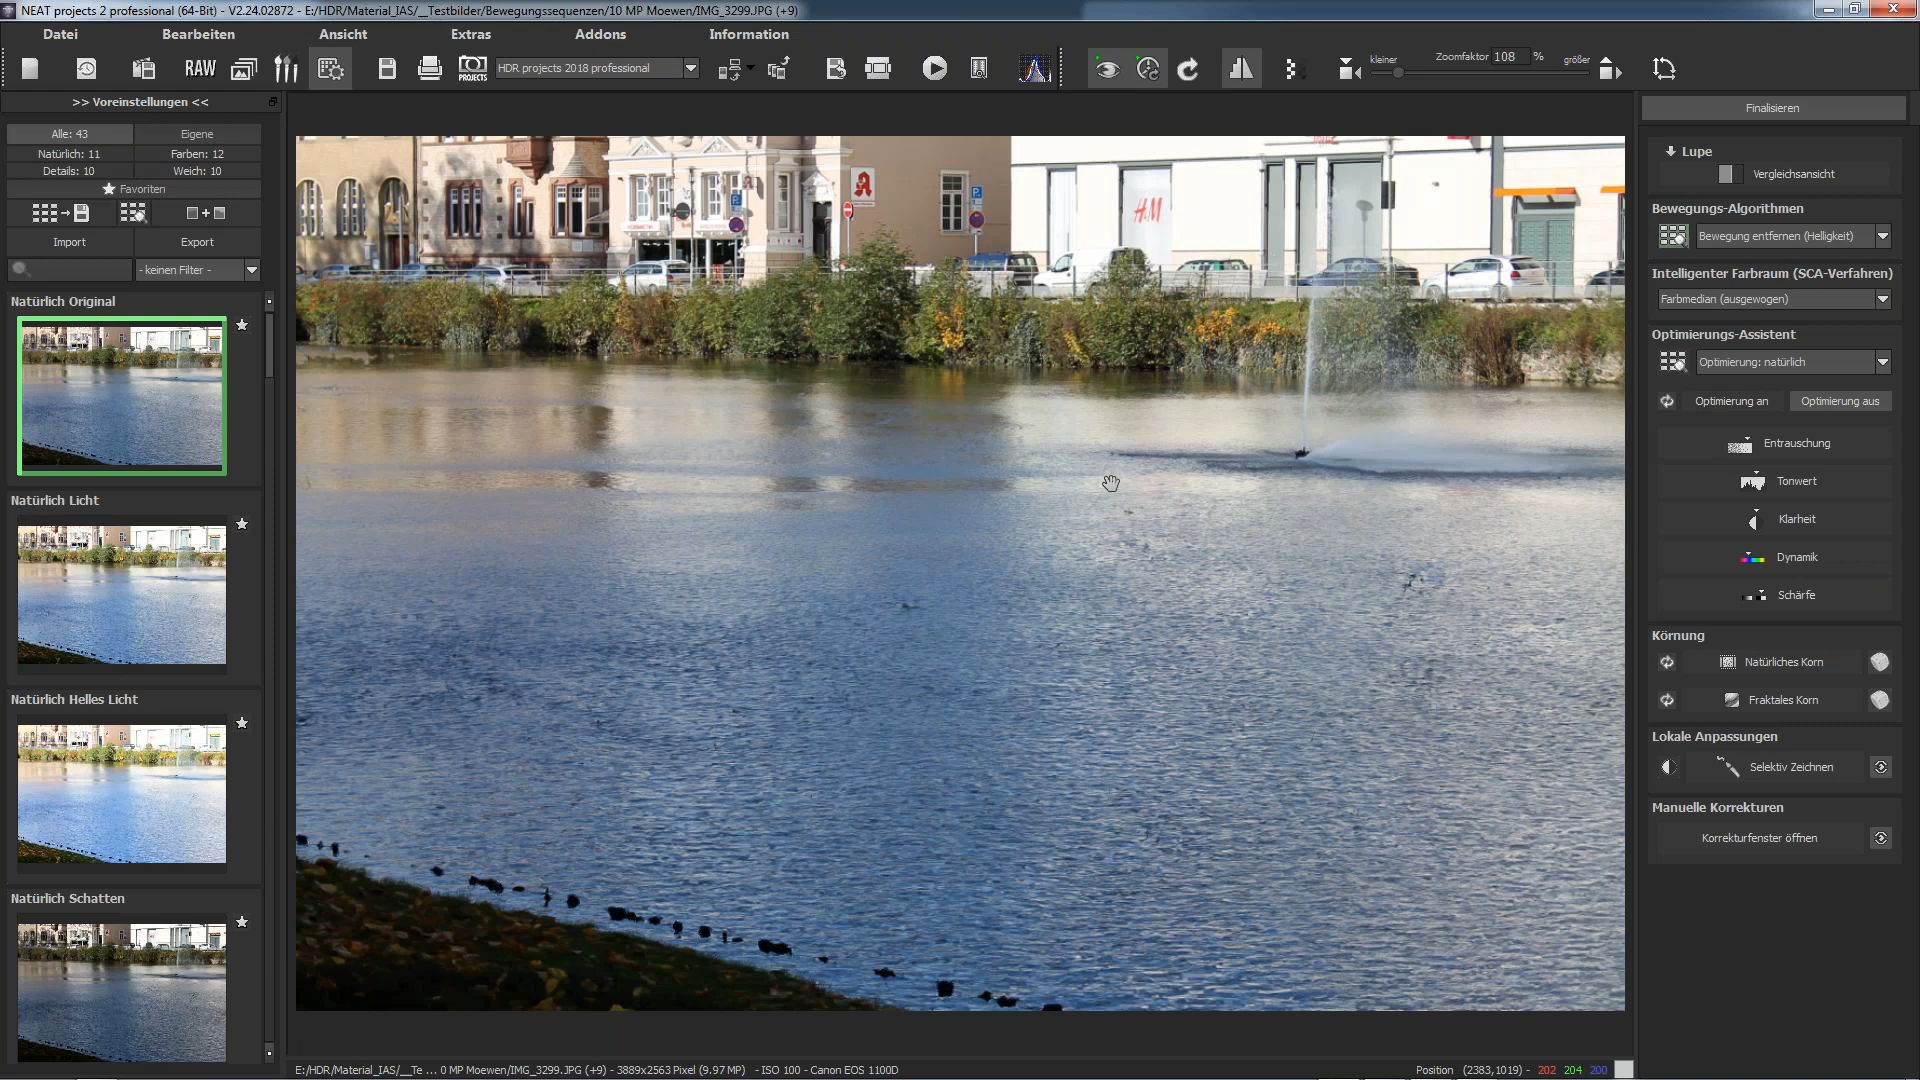 NEAT projects 2 professional (64-Bit) - V2.24.02872 - E:/HDR/Material_IAS/__Testbilder/Bewegungssequenzen/10 MP Moewen/IMG_3299.JPG (+9)
Datei Bearbeiten Ansicht Extras Addons Information
RAW
PROJECTS
HDR projects 2018 professional
kleiner
Zoomfaktor 108 %
größer
>> Voreinstellungen <<
Alle: 43 Eigene
Natürlich: 11 Farben: 12
Details: 10 Weich: 10
Favoriten
Import Export
- keinen Filter -
Natürlich Original
Natürlich Licht
Natürlich Helles Licht
Natürlich Schatten
H&M
P
P
Finalisieren
Lupe
Vergleichsansicht
Bewegungs-Algorithmen
Bewegung entfernen (Helligkeit)
Intelligenter Farbraum (SCA-Verfahren)
Farbmedian (ausgewogen)
Optimierungs-Assistent
Optimierung: natürlich
Optimierung an Optimierung aus
Entrauschung
Tonwert
Klarheit
Dynamik
Schärfe
Körnung
Natürliches Korn
Fraktales Korn
Lokale Anpassungen
Selektiv Zeichnen
Manuelle Korrekturen
Korrekturfenster öffnen
E:/HDR/Material_IAS/__Te ... 0 MP Moewen/IMG_3299.JPG (+9) - 3889x2563 Pixel (9.97 MP) - ISO 100 - Canon EOS 1100D
Position (2383,1019) - 202 204 200